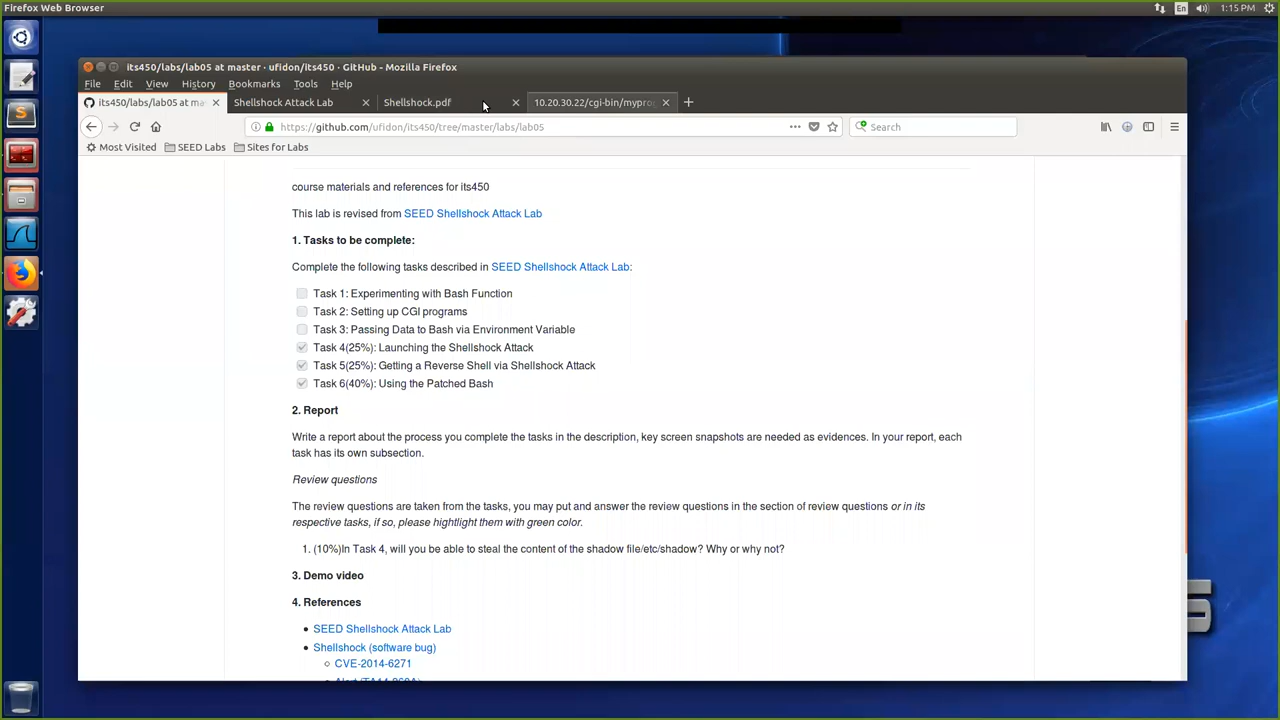 Firefox Web Browser
En
1:15 PM
its450/labs/lab05 at master · ufidon/its450 · GitHub - Mozilla Firefox
File Edit View History Bookmarks Tools Help
its450/labs/lab05 at ma
Shellshock Attack Lab
Shellshock.pdf
10.20.30.22/cgi-bin/myprog
https://github.com/ufidon/its450/tree/master/labs/lab05
Search
Most Visited SEED Labs Sites for Labs
course materials and references for its450
This lab is revised from SEED Shellshock Attack Lab
1. Tasks to be complete:
Complete the following tasks described in SEED Shellshock Attack Lab:
Task 1: Experimenting with Bash Function
Task 2: Setting up CGI programs
Task 3: Passing Data to Bash via Environment Variable
Task 4(25%): Launching the Shellshock Attack
Task 5(25%): Getting a Reverse Shell via Shellshock Attack
Task 6(40%): Using the Patched Bash
2. Report
Write a report about the process you complete the tasks in the description, key screen snapshots are needed as evidences. In your report, each
task has its own subsection.
Review questions
The review questions are taken from the tasks, you may put and answer the review questions in the section of review questions or in its
respective tasks, if so, please hightlight them with green color.
1. (10%)In Task 4, will you be able to steal the content of the shadow file/etc/shadow? Why or why not?
3. Demo video
4. References
SEED Shellshock Attack Lab
Shellshock (software bug)
CVE-2014-6271